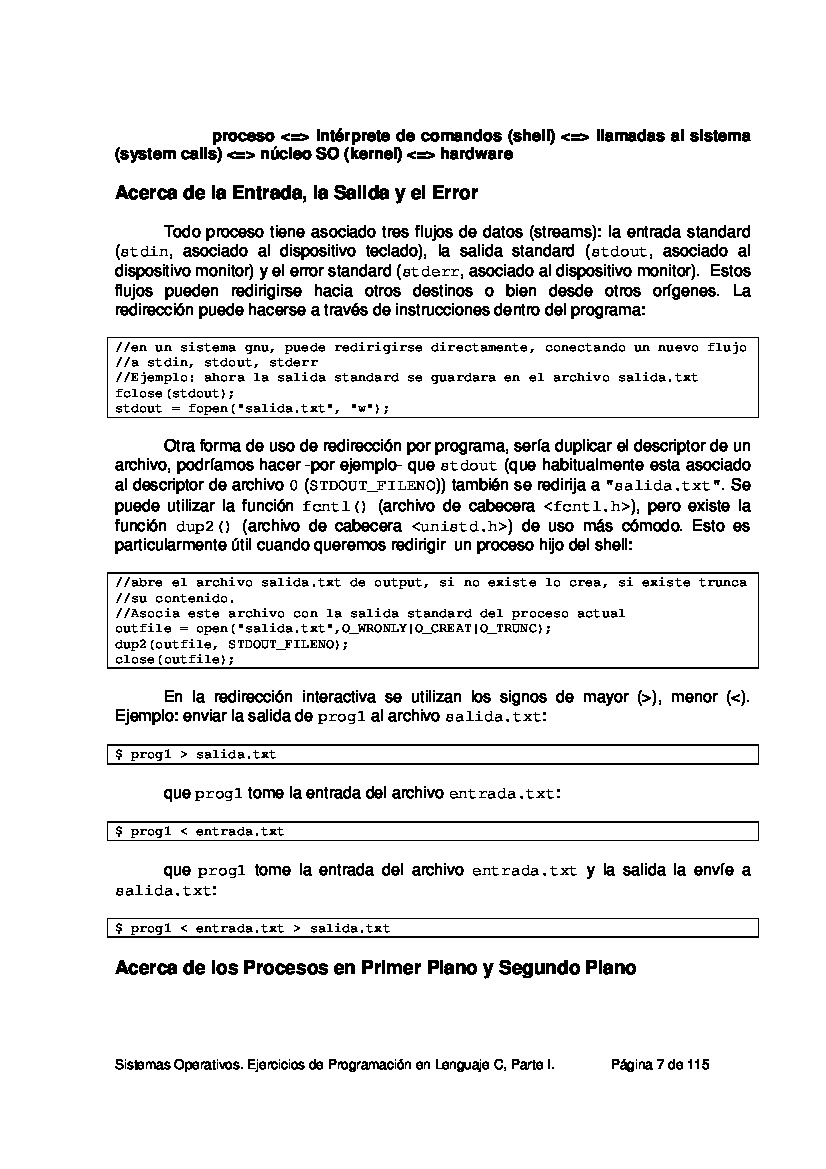 proceso <=> intérprete de comandos (shell) <=> llamadas al sistema
(system calls) <=> núcleo SO (kernel) <=> hardware
Acerca de la Entrada, la Salida y el Error
Todo proceso tiene asociado tres flujos de datos (streams): la entrada standard
(stdin, asociado al dispositivo teclado), la salida standard (stdout, asociado al
dispositivo monitor) y el error standard (stderr, asociado al dispositivo monitor). Estos
flujos pueden redirigirse hacia otros destinos o bien desde otros orígenes. La
redirección puede hacerse a través de instrucciones dentro del programa:
//en un sistema gnu, puede redirigirse directamente, conectando un nuevo flujo
//a stdin, stdout, stderr
//Ejemplo: ahora la salida standard se guardara en el archivo salida.txt
fclose(stdout);
stdout = fopen("salida.txt", "w");
Otra forma de uso de redirección por programa, sería duplicar el descriptor de un
archivo, podríamos hacer -por ejemplo- que stdout (que habitualmente esta asociado
al descriptor de archivo 0 (STDOUT_FILENO)) también se redirija a "salida.txt". Se
puede utilizar la función fcntl() (archivo de cabecera <fcntl.h>), pero existe la
función dup2() (archivo de cabecera <unistd.h>) de uso más cómodo. Esto es
particularmente útil cuando queremos redirigir un proceso hijo del shell:
//abre el archivo salida.txt de output, si no existe lo crea, si existe trunca
//su contenido.
//Asocia este archivo con la salida standard del proceso actual
outfile = open("salida.txt",O_WRONLY|O_CREAT|O_TRUNC);
dup2(outfile, STDOUT_FILENO);
close(outfile);
En la redirección interactiva se utilizan los signos de mayor (>), menor (<).
Ejemplo: enviar la salida de prog1 al archivo salida.txt:
$ prog1 > salida.txt
que prog1 tome la entrada del archivo entrada.txt:
$ prog1 < entrada.txt
que prog1 tome la entrada del archivo entrada.txt y la salida la envíe a
salida.txt:
$ prog1 < entrada.txt > salida.txt
Acerca de los Procesos en Primer Plano y Segundo Plano
Sistemas Operativos. Ejercicios de Programación en Lenguaje C, Parte I. Página 7 de 115